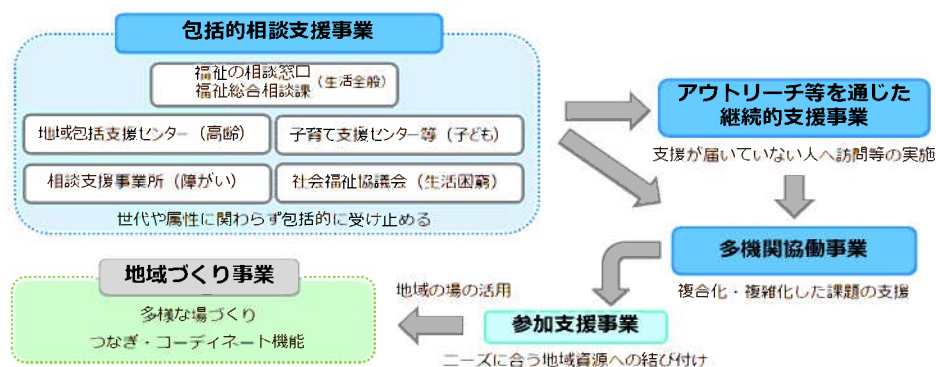 包括的相談支援事業
福祉の相談窓口
福祉総合相談課（生活全般）
地域包括支援センター（高齢）
子育て支援センター等（子ども）
相談支援事業所（障がい）
社会福祉協議会（生活困窮）
世代や属性に関わらず包括的に受け止める
アウトリーチ等を通じた
継続的支援事業
支援が届いていない人へ訪問等の実施
多機関協働事業
複合化・複雑化した課題の支援
参加支援事業
ニーズに合う地域資源への結び付け
地域の場の活用
地域づくり事業
多様な場づくり
つなぎ・コーディネート機能